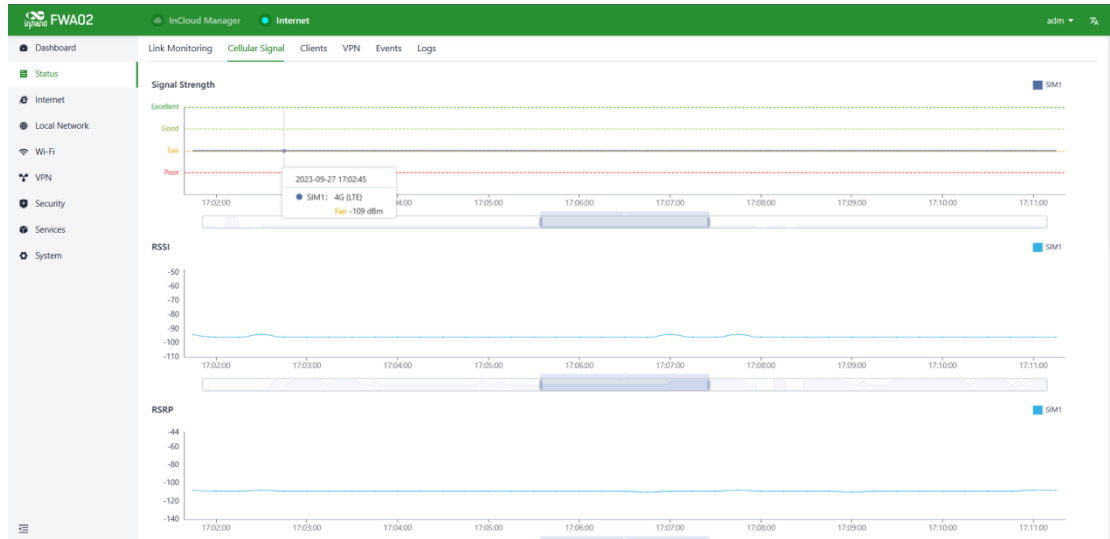 inhand FWA02 InCloud Manager Internet adm
Dashboard
Status
Internet
Local Network
Wi-Fi
VPN
Security
Services
System
Link Monitoring Cellular Signal Clients VPN Events Logs
Signal Strength SIM1
Excellent
Good
Fair
Poor
2023-09-27 17:02:45
SIM1: 4G (LTE)
Fair -109 dBm
17:02:00 4:00 17:05:00 17:06:00 17:07:00 17:08:00 17:09:00 17:10:00 17:11:00
RSSI SIM1
-50
-60
-70
-80
-90
-100
-110
17:02:00 17:03:00 17:04:00 17:05:00 17:06:00 17:07:00 17:08:00 17:09:00 17:10:00 17:11:00
RSRP SIM1
-44
-60
-80
-100
-120
-140
17:02:00 17:03:00 17:04:00 17:05:00 17:06:00 17:07:00 17:08:00 17:09:00 17:10:00 17:11:00